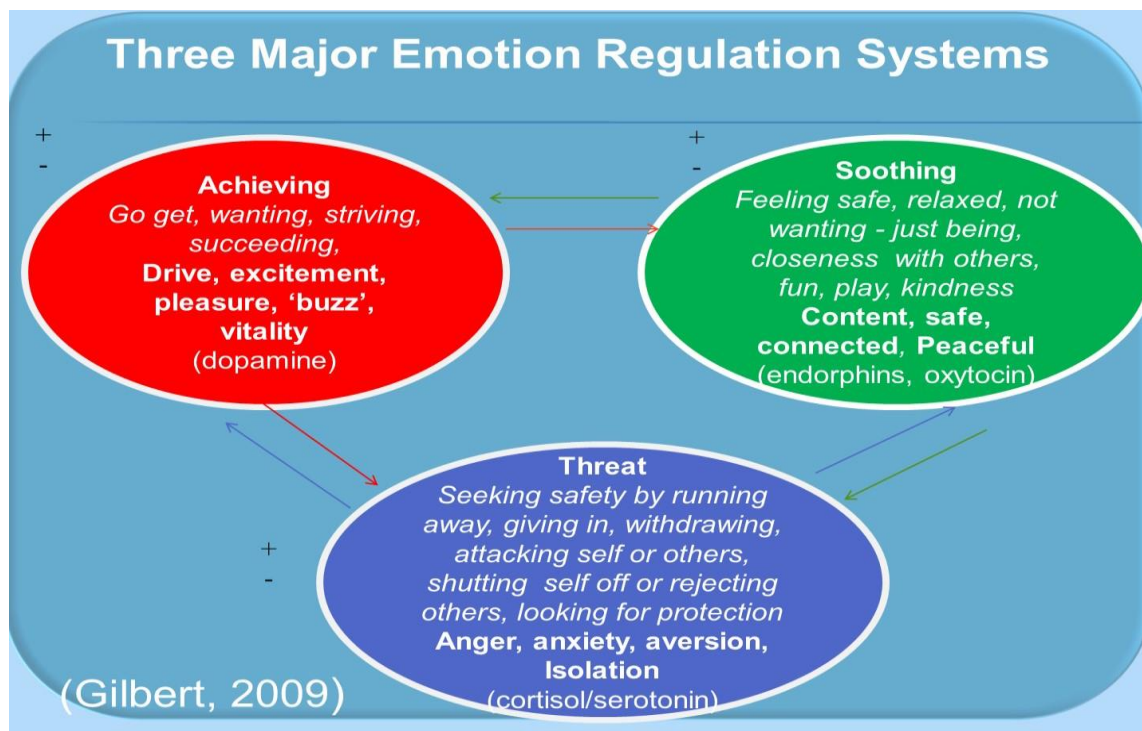 Three Major Emotion Regulation Systems
+
-
Achieving
Go get, wanting, striving,
succeeding,
Drive, excitement,
pleasure, ‘buzz’,
vitality
(dopamine)
+
-
Soothing
Feeling safe, relaxed, not
wanting - just being,
closeness with others,
fun, play, kindness
Content, safe,
connected, Peaceful
(endorphins, oxytocin)
+
-
Threat
Seeking safety by running
away, giving in, withdrawing,
attacking self or others,
shutting self off or rejecting
others, looking for protection
Anger, anxiety, aversion,
Isolation
(cortisol/serotonin)
(Gilbert, 2009)